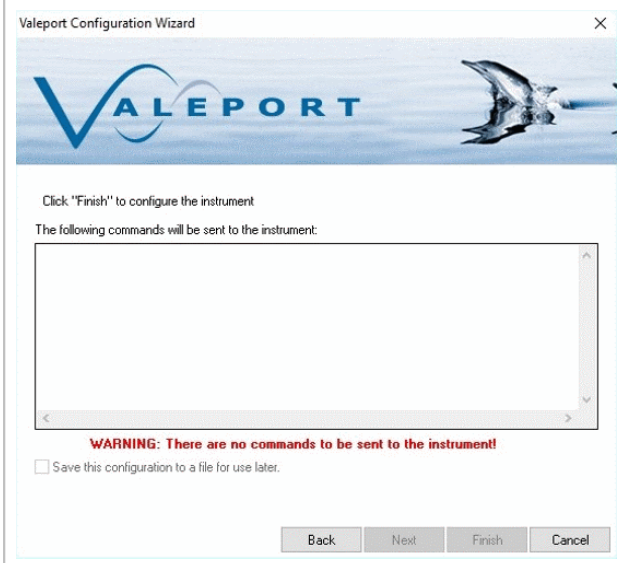 Valeport Configuration Wizard
VALEPORT
Click "Finish" to configure the instrument
The following commands will be sent to the instrument:
WARNING: There are no commands to be sent to the instrument!
Save this configuration to a file for use later.
Back Next Finish Cancel